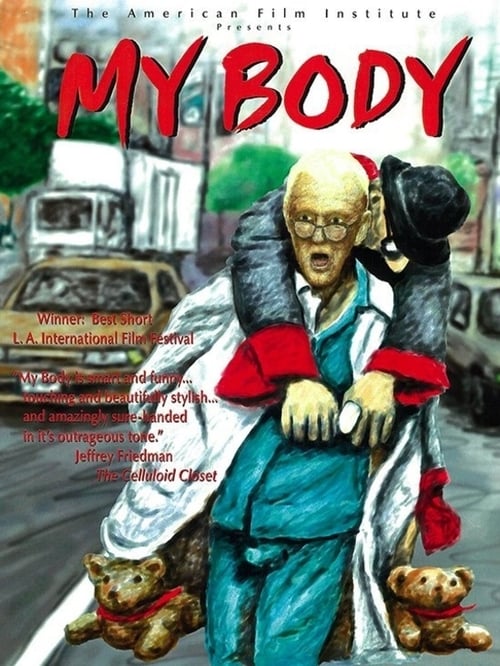 The American Film Institute
Presents
MY BODY
Winner: Best Short
L.A. International Film Festival
"My Body is smart and funny...
touching and beautifully stylish...
and amazingly sure-handed
in it's outrageous tone."
Jeffrey Friedman
The Celluloid Closet